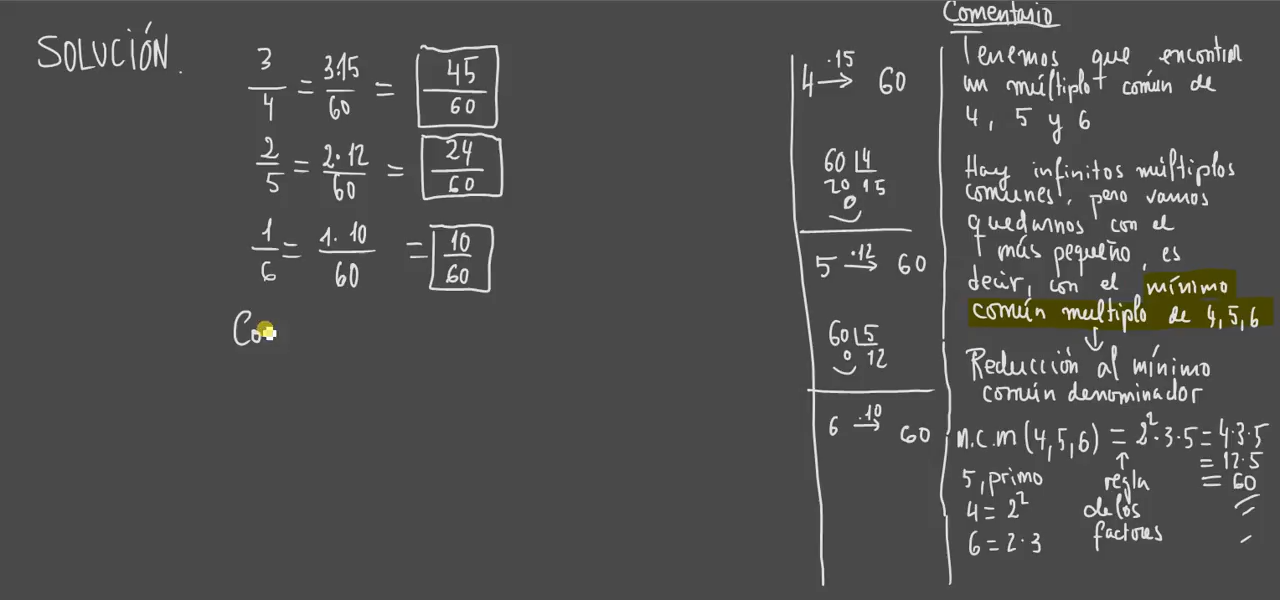 SOLUCIÓN.
3/4 = 3·15/60 = 45/60
2/5 = 2·12/60 = 24/60
1/6 = 1·10/60 = 10/60
Co
4 ·15→ 60
60 4
20 15
0
5 ·12→ 60
60 5
0 12
6 ·10→ 60
Comentario
Tenemos que encontrar
un múltiplo común de
4, 5 y 6
Hay infinitos múltiplos
comunes, pero vamos
quedarnos con el
más pequeño, es
decir, con el mínimo
común multiplo de 4,5,6
↓
Reducción al mínimo
común denominador
m.c.m (4,5,6) = 2²·3·5 = 4·3·5
= 12·5
= 60
↑
regla
de los
factores
5, primo
4 = 2²
6 = 2·3